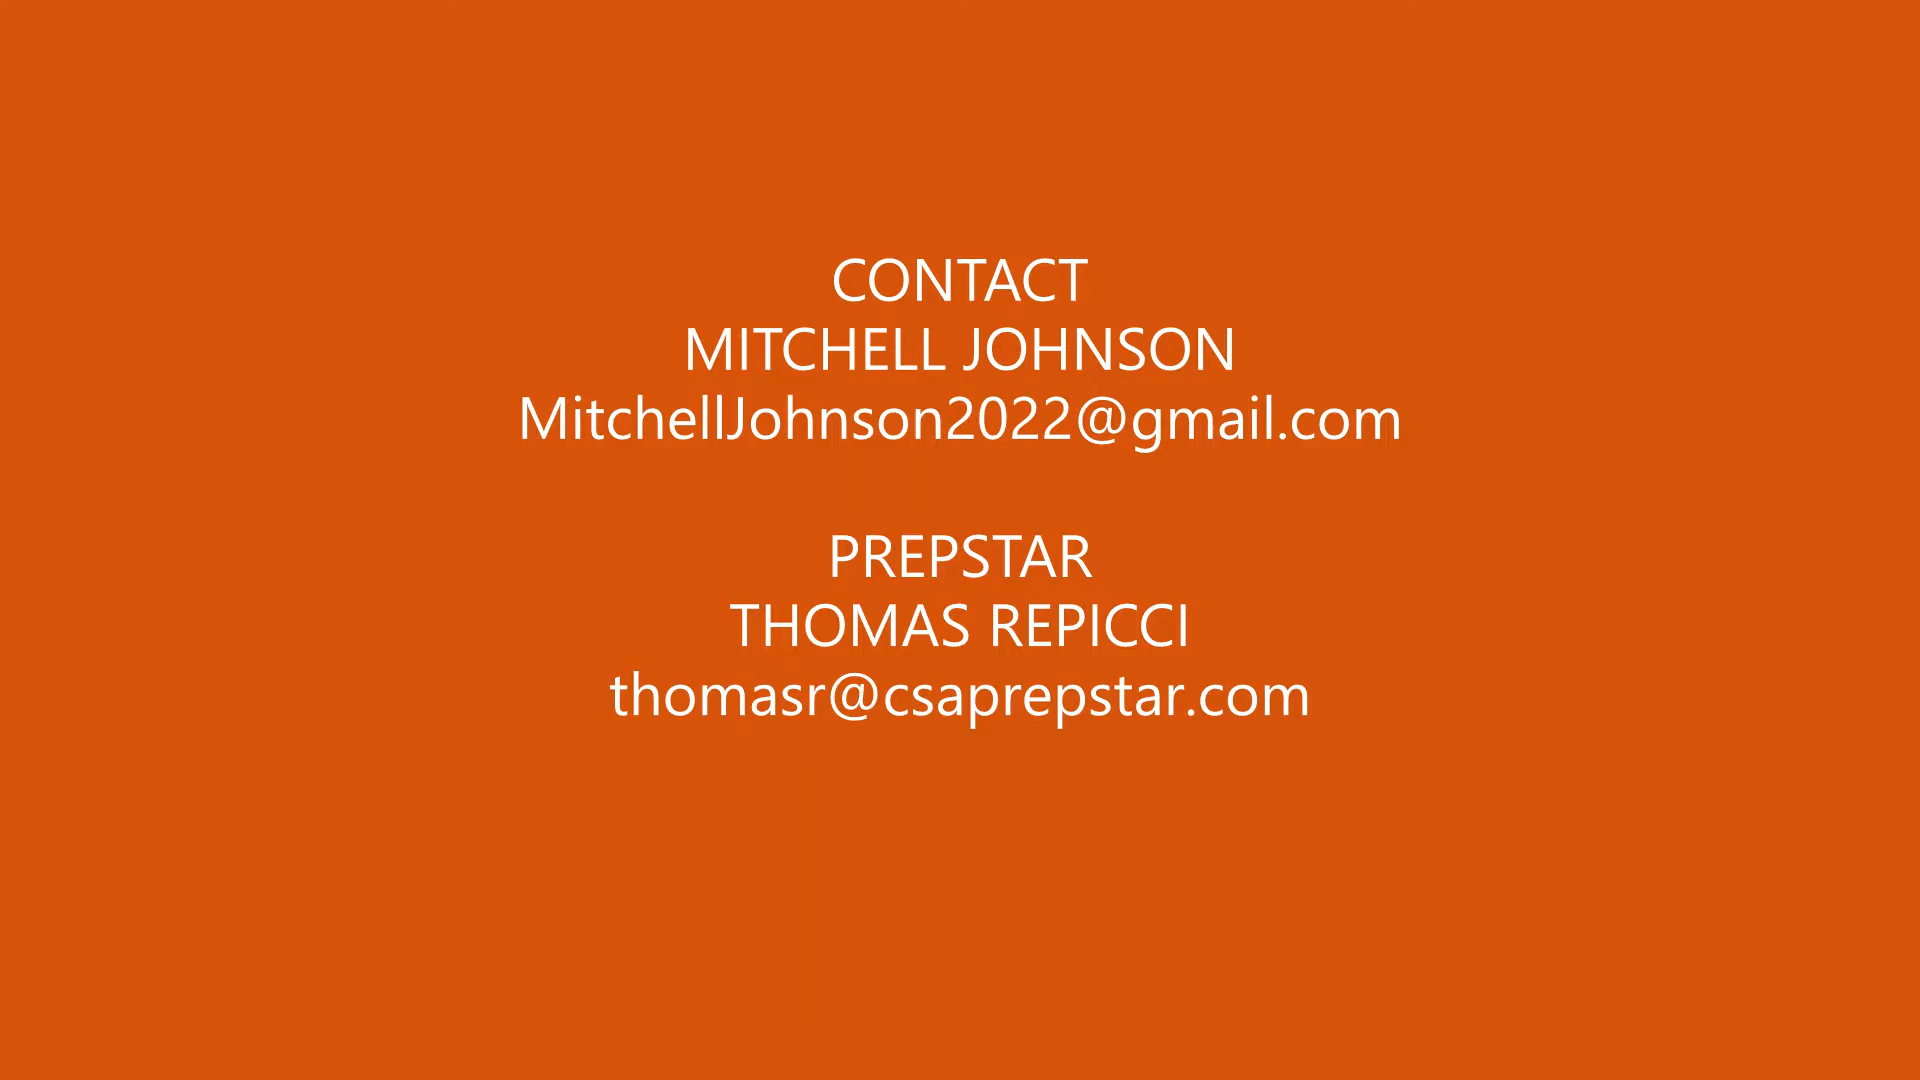 CONTACT
MITCHELL JOHNSON
MitchellJohnson2022@gmail.com
PREPSTAR
THOMAS REPICCI
thomasr@csaprepstar.com